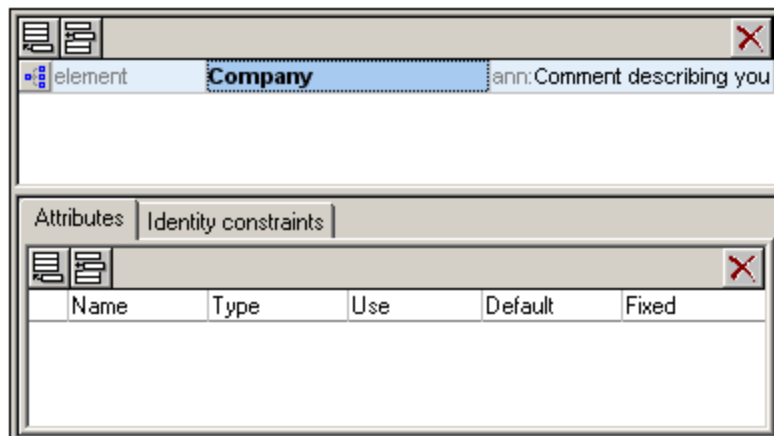 element Company ann:Comment describing you
Attributes Identity constraints
Name Type Use Default Fixed